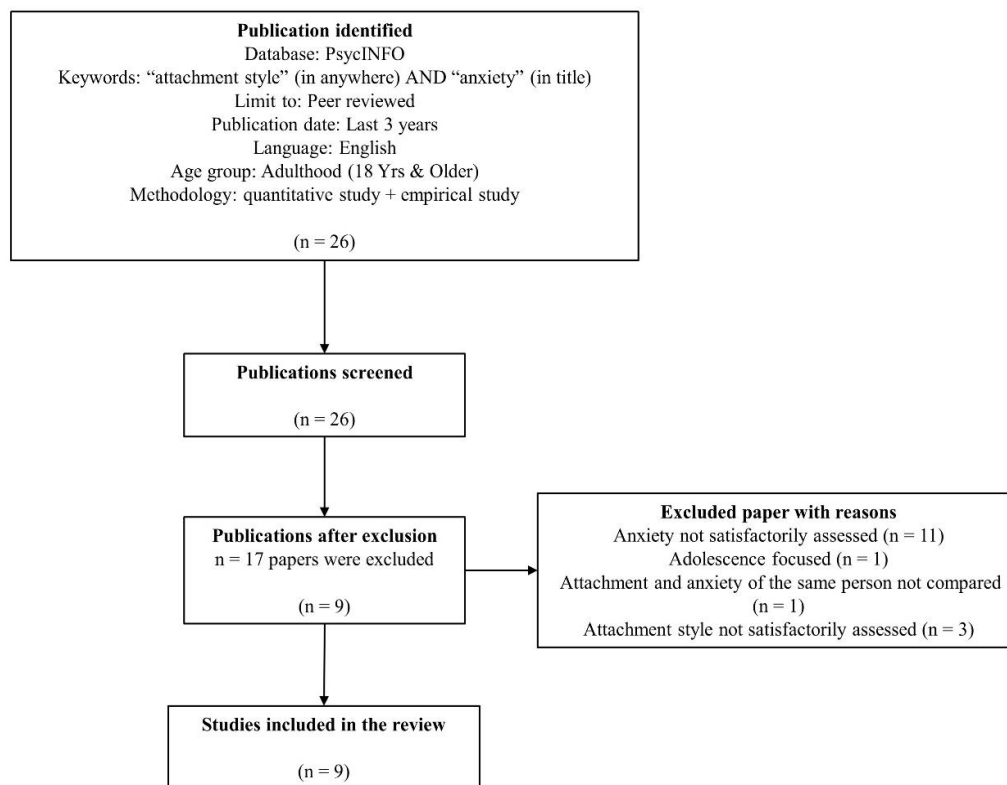 Publication identified
Database: PsycINFO
Keywords: “attachment style” (in anywhere) AND “anxiety” (in title)
Limit to: Peer reviewed
Publication date: Last 3 years
Language: English
Age group: Adulthood (18 Yrs & Older)
Methodology: quantitative study + empirical study
(n = 26)
Publications screened
(n = 26)
Publications after exclusion
n = 17 papers were excluded
(n = 9)
Excluded paper with reasons
Anxiety not satisfactorily assessed (n = 11)
Adolescence focused (n = 1)
Attachment and anxiety of the same person not compared
(n = 1)
Attachment style not satisfactorily assessed (n = 3)
Studies included in the review
(n = 9)